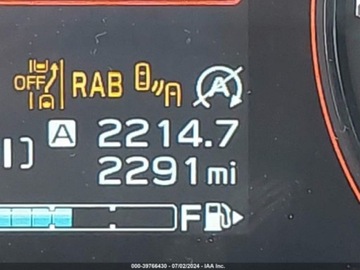 OFF RAB A
A 2214.7
2291 mi
F
000-39766430 - 07/02/2024 - IAA Inc.